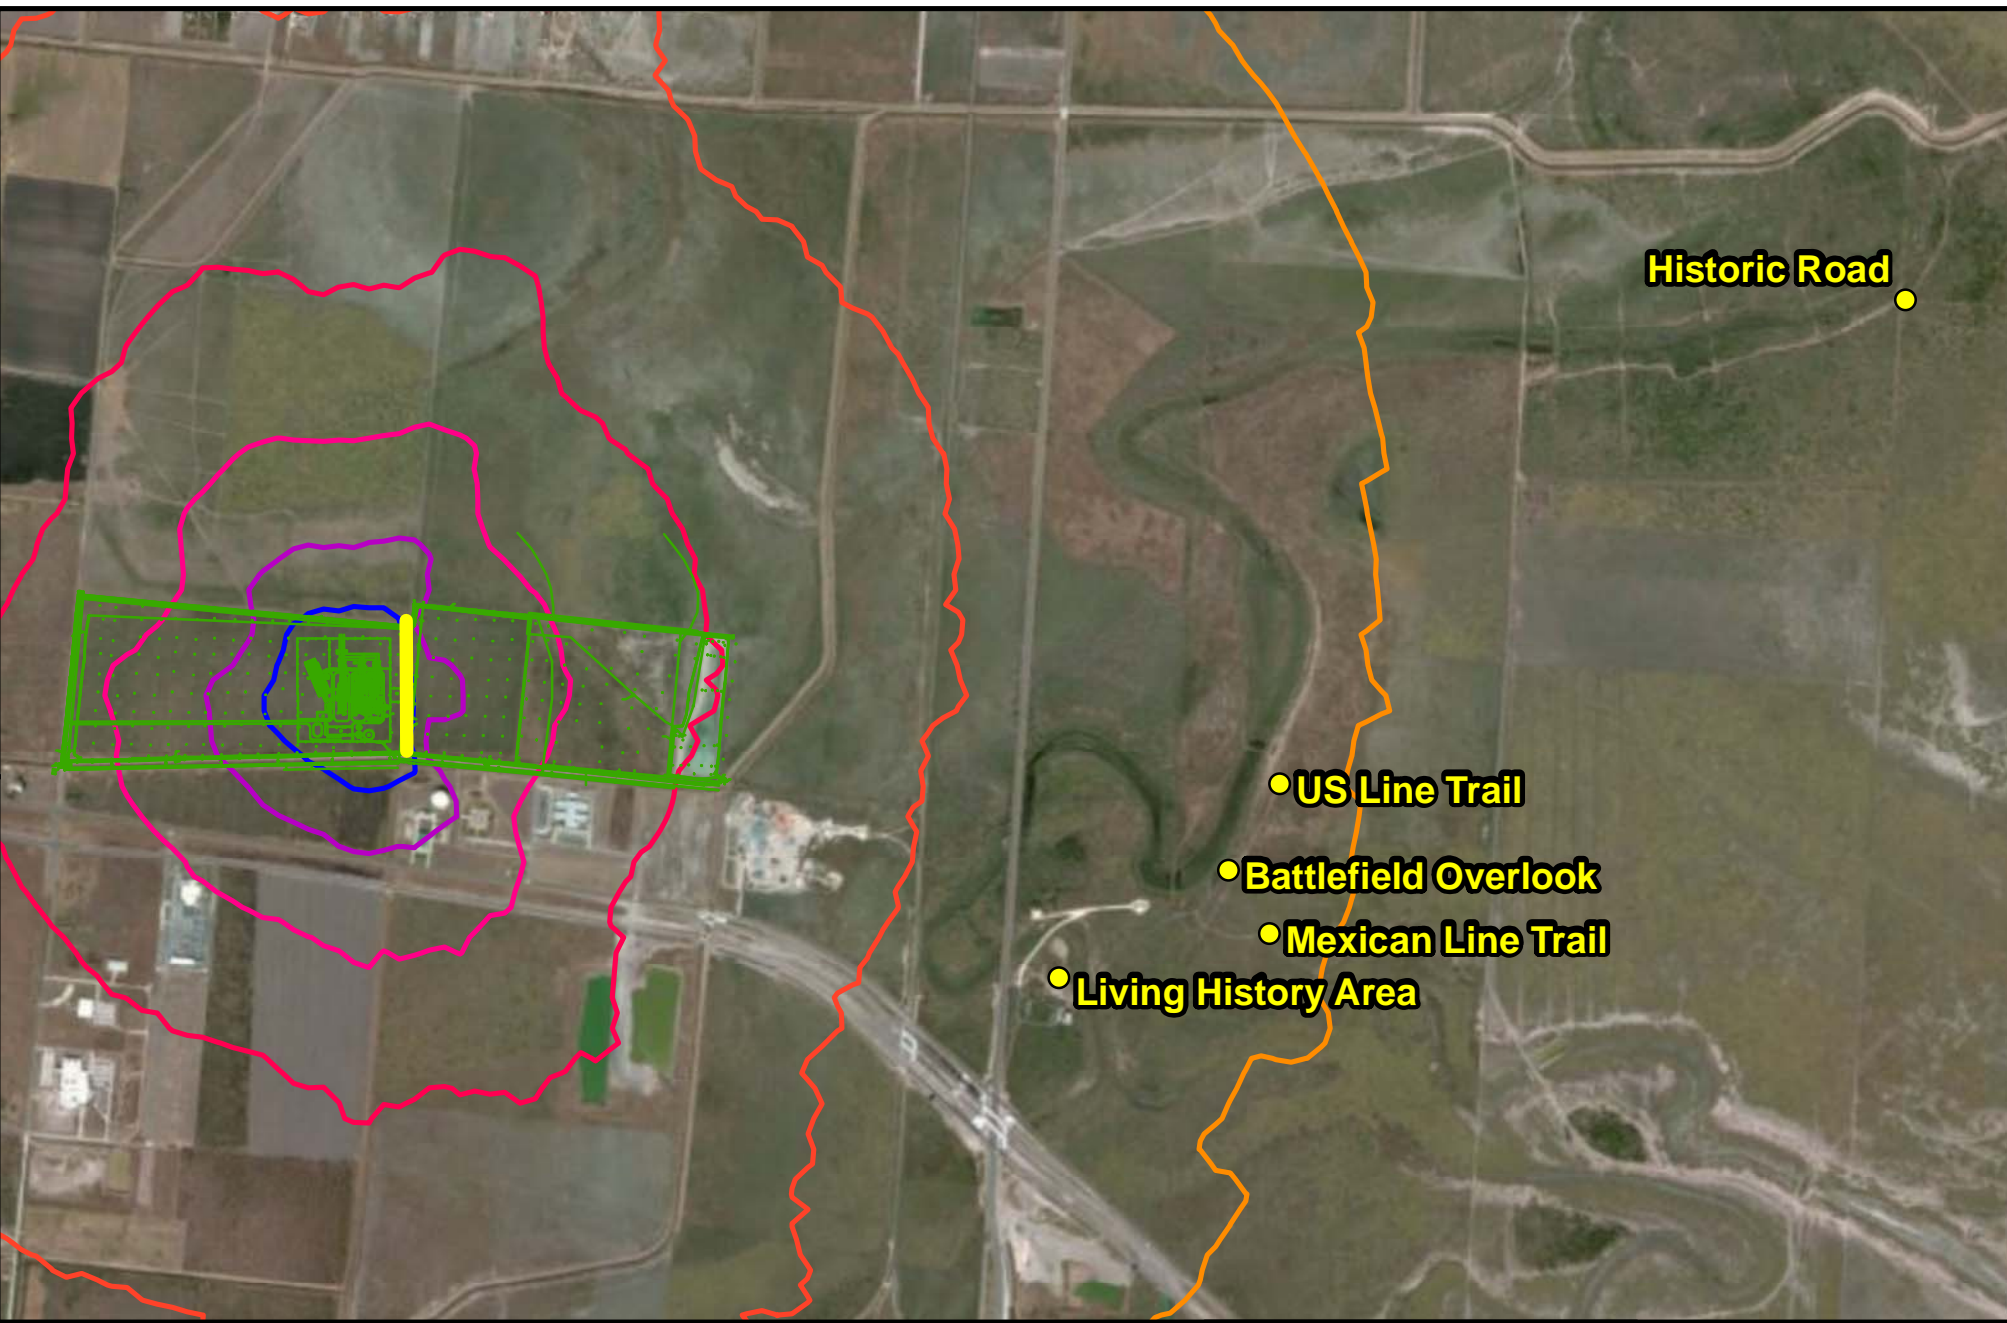 Historic Road
US Line Trail
Battlefield Overlook
Mexican Line Trail
Living History Area